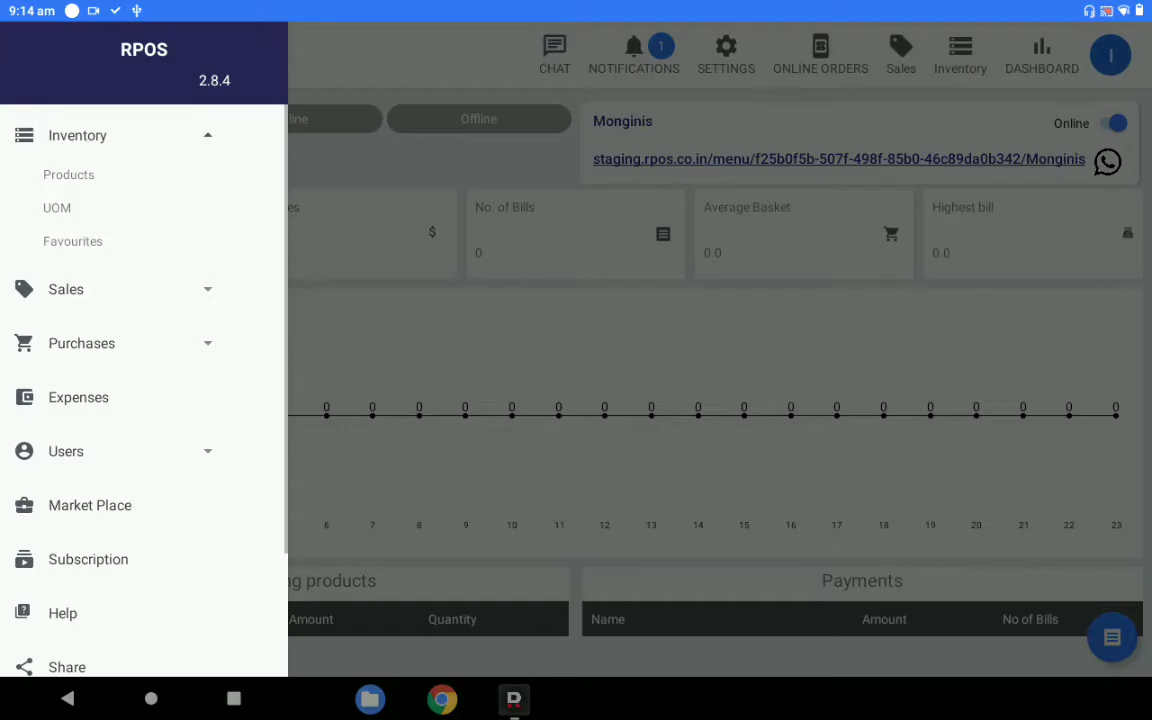 9:14 am
RPOS
2.8.4
Inventory
Products
UOM
Favourites
Sales
Purchases
Expenses
Users
Market Place
Subscription
Help
Share
CHAT
1
NOTIFICATIONS
SETTINGS
ONLINE ORDERS
Sales
Inventory
DASHBOARD
I
Offline
Monginis
Online
staging.rpos.co.in/menu/f25b0f5b-507f-498f-85b0-46c89da0b342/Monginis
No. of Bills
0
Average Basket
0.0
Highest bill
0.0
$
0 0 0 0 0 0 0 0 0 0 0 0 0 0 0 0 0 0
6 7 8 9 10 11 12 13 14 15 16 17 18 19 20 21 22 23
products
Amount Quantity
Payments
Name Amount No of Bills